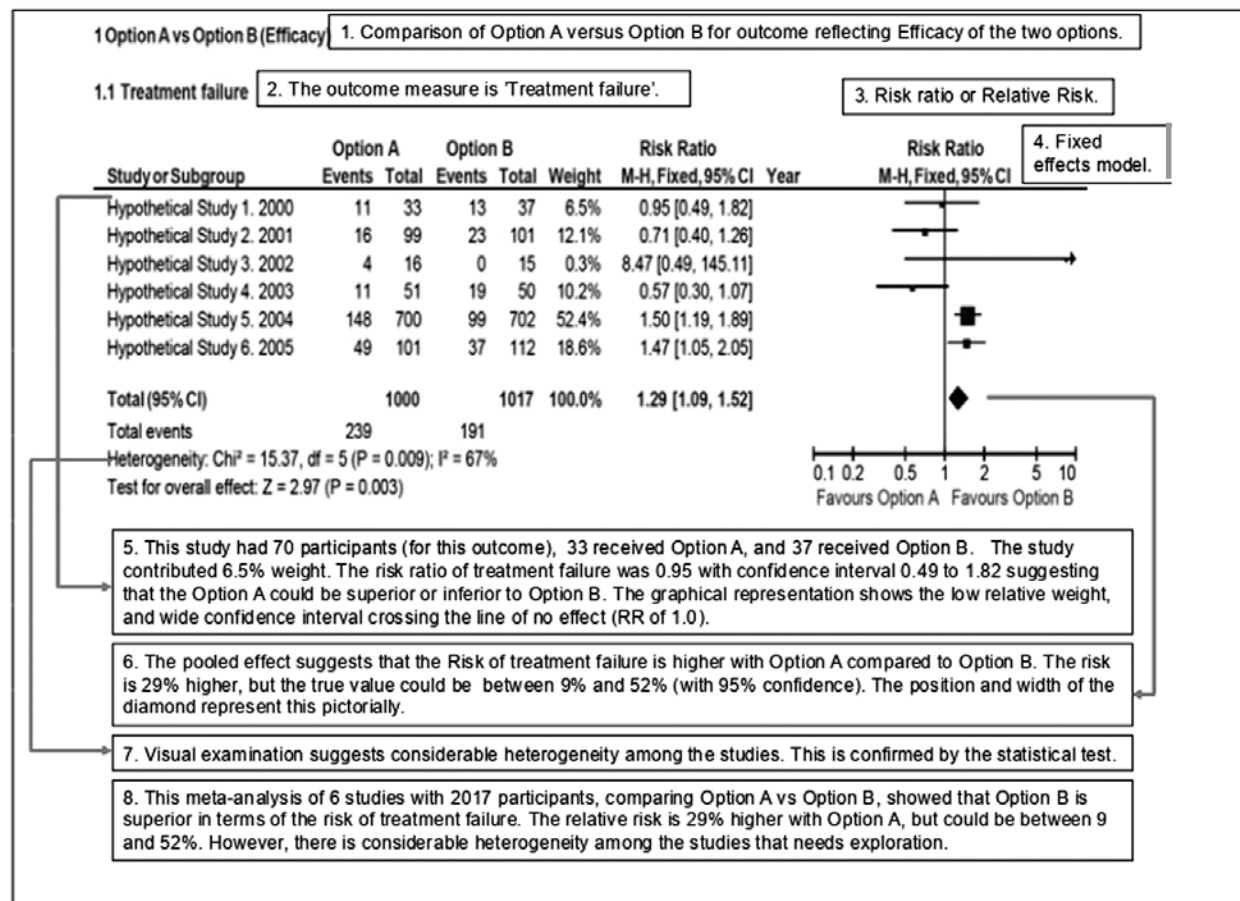 1 Option A vs Option B (Efficacy) 1. Comparison of Option A versus Option B for outcome reflecting Efficacy of the two options.
1.1 Treatment failure 2. The outcome measure is 'Treatment failure'.
3. Risk ratio or Relative Risk.
4. Fixed
effects model.
Option A Option B Risk Ratio Risk Ratio
Study or Subgroup Events Total Events Total Weight M-H, Fixed, 95% CI Year M-H, Fixed, 95% CI
Hypothetical Study 1. 2000 11 33 13 37 6.5% 0.95 [0.49, 1.82]
Hypothetical Study 2. 2001 16 99 23 101 12.1% 0.71 [0.40, 1.26]
Hypothetical Study 3. 2002 4 16 0 15 0.3% 8.47 [0.49, 145.11]
Hypothetical Study 4. 2003 11 51 19 50 10.2% 0.57 [0.30, 1.07]
Hypothetical Study 5. 2004 148 700 99 702 52.4% 1.50 [1.19, 1.89]
Hypothetical Study 6. 2005 49 101 37 112 18.6% 1.47 [1.05, 2.05]
Total (95% CI) 1000 1017 100.0% 1.29 [1.09, 1.52]
Total events 239 191
Heterogeneity: Chi² = 15.37, df = 5 (P = 0.009); I² = 67%
Test for overall effect: Z = 2.97 (P = 0.003)
0.1 0.2 0.5 1 2 5 10
Favours Option A Favours Option B
5. This study had 70 participants (for this outcome), 33 received Option A, and 37 received Option B. The study
contributed 6.5% weight. The risk ratio of treatment failure was 0.95 with confidence interval 0.49 to 1.82 suggesting
that the Option A could be superior or inferior to Option B. The graphical representation shows the low relative weight,
and wide confidence interval crossing the line of no effect (RR of 1.0).
6. The pooled effect suggests that the Risk of treatment failure is higher with Option A compared to Option B. The risk
is 29% higher, but the true value could be between 9% and 52% (with 95% confidence). The position and width of the
diamond represent this pictorially.
7. Visual examination suggests considerable heterogeneity among the studies. This is confirmed by the statistical test.
8. This meta-analysis of 6 studies with 2017 participants, comparing Option A vs Option B, showed that Option B is
superior in terms of the risk of treatment failure. The relative risk is 29% higher with Option A, but could be between 9
and 52%. However, there is considerable heterogeneity among the studies that needs exploration.